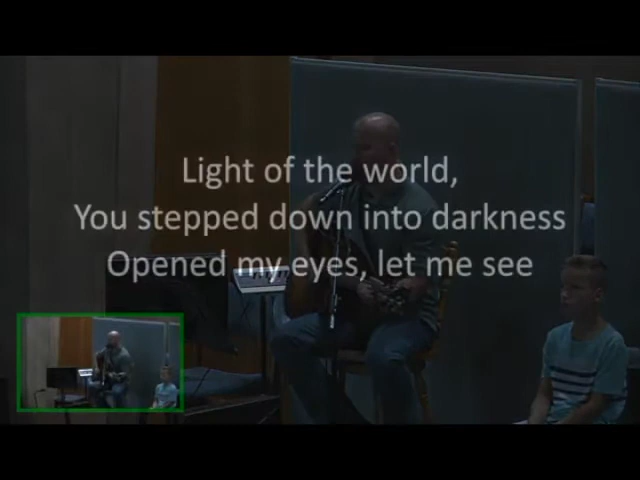 Light of the world,
You stepped down into darkness
Opened my eyes, let me see